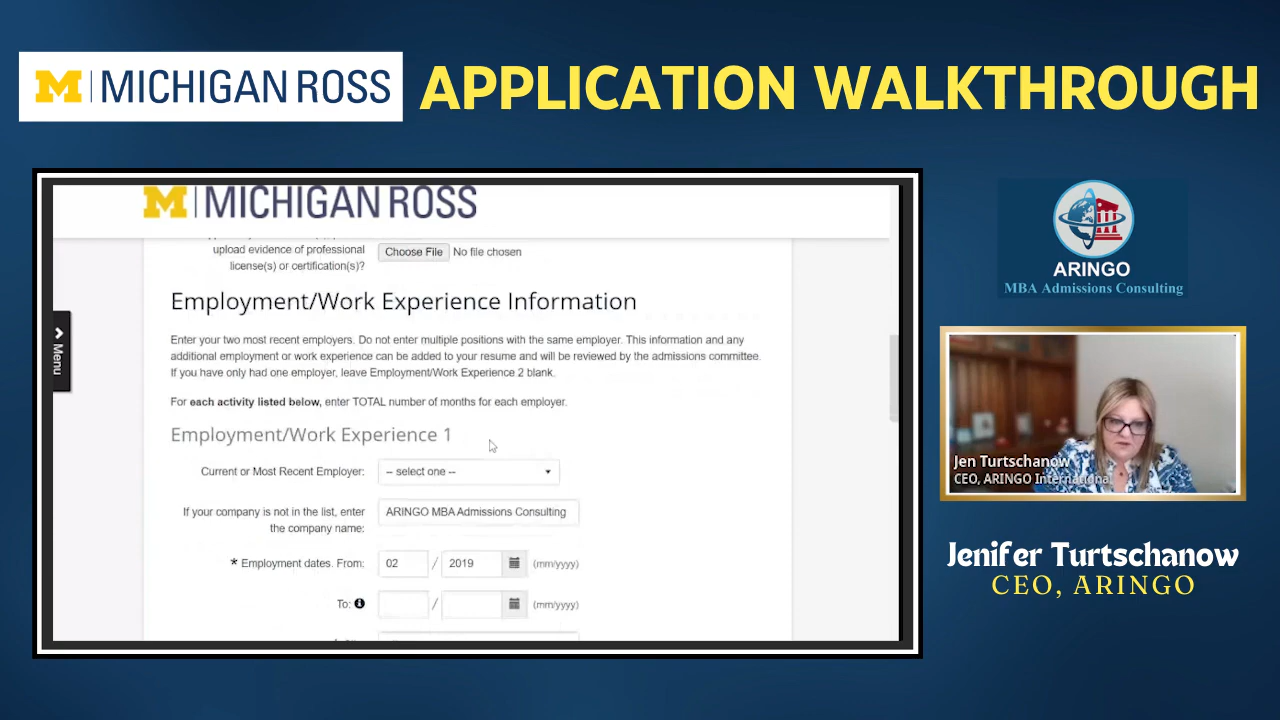 M | MICHIGAN ROSS
APPLICATION WALKTHROUGH
M | MICHIGAN ROSS
upload evidence of professional
license(s) or certification(s)?
Choose File No file chosen
Employment/Work Experience Information
Enter your two most recent employers. Do not enter multiple positions with the same employer. This information and any
additional employment or work experience can be added to your resume and will be reviewed by the admissions committee.
If you have only had one employer, leave Employment/Work Experience 2 blank.
For each activity listed below, enter TOTAL number of months for each employer.
Employment/Work Experience 1
Current or Most Recent Employer: -- select one --
If your company is not in the list, enter
the company name:
ARINGO MBA Admissions Consulting
* Employment dates. From: 02 / 2019 (mm/yyyy)
To: / (mm/yyyy)
Menu
ARINGO
MBA Admissions Consulting
Jen Turtschanow
CEO, ARINGO International
Jenifer Turtschanow
CEO, ARINGO